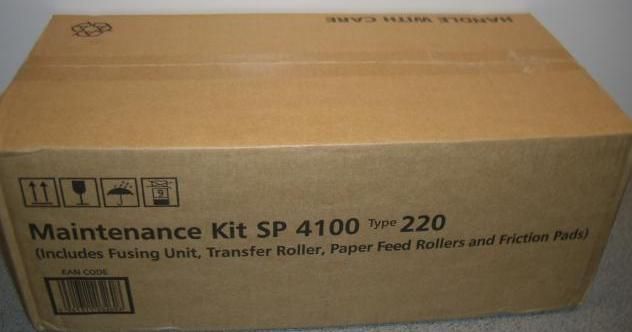 HANDLE WITH CARE
9
Maintenance Kit SP 4100 Type 220
(Includes Fusing Unit, Transfer Roller, Paper Feed Rollers and Friction Pads)
EAN CODE